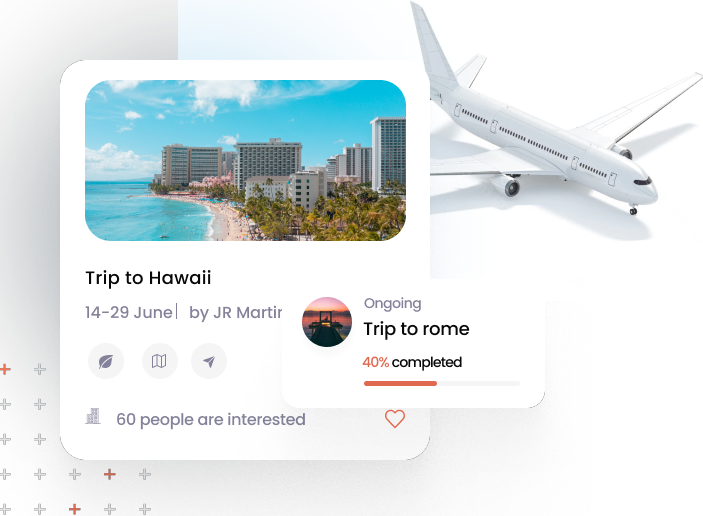 Trip to Hawaii
14-29 June| by JR Martin
Ongoing
Trip to rome
40% completed
60 people are interested